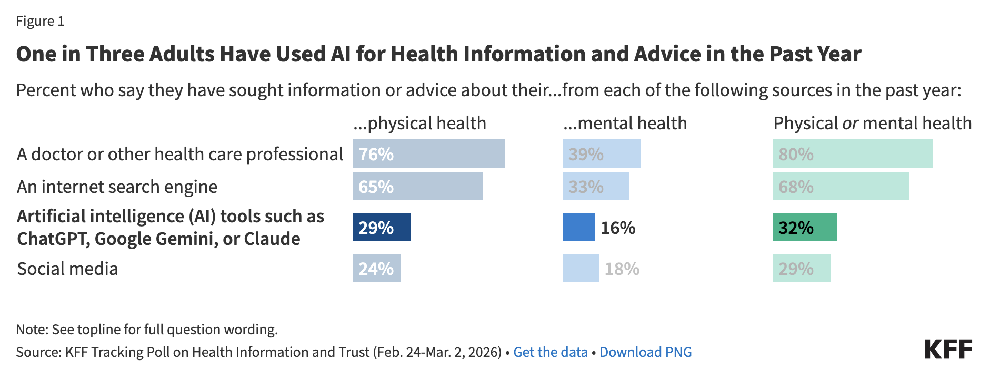 Figure 1
One in Three Adults Have Used AI for Health Information and Advice in the Past Year
Percent who say they have sought information or advice about their...from each of the following sources in the past year:
...physical health ...mental health Physical or mental health
A doctor or other health care professional 76% 39% 80%
An internet search engine 65% 33% 68%
Artificial intelligence (AI) tools such as
ChatGPT, Google Gemini, or Claude 29% 16% 32%
Social media 24% 18% 29%
Note: See topline for full question wording.
Source: KFF Tracking Poll on Health Information and Trust (Feb. 24-Mar. 2, 2026) • Get the data • Download PNG
KFF